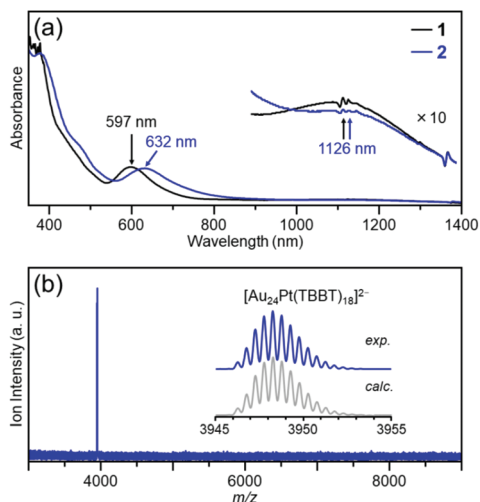 (a)
1
2
Absorbance
597 nm
632 nm
1126 nm
× 10
400 600 800 1000 1200 1400
Wavelength (nm)
(b)
Ion Intensity (a. u.)
[Au₂₄Pt(TBBT)₁₈]²⁻
exp.
calc.
3945 3950 3955
4000 6000 8000
m/z